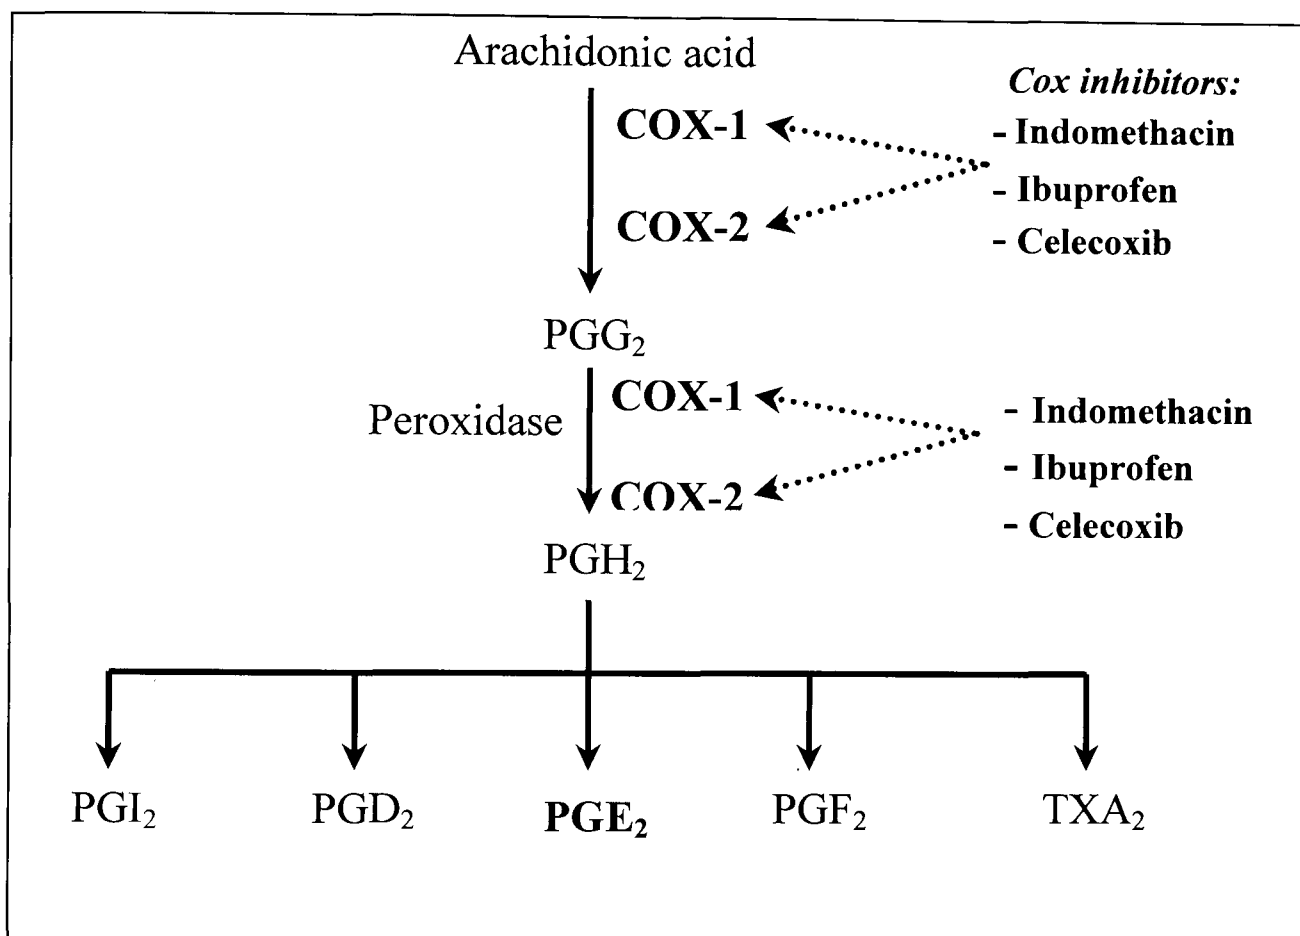 Arachidonic acid
Cox inhibitors:
COX-1
- Indomethacin
- Ibuprofen
COX-2
- Celecoxib
PGG₂
COX-1
Peroxidase
- Indomethacin
- Ibuprofen
COX-2
- Celecoxib
PGH₂
PGI₂ PGD₂ PGE₂ PGF₂ TXA₂